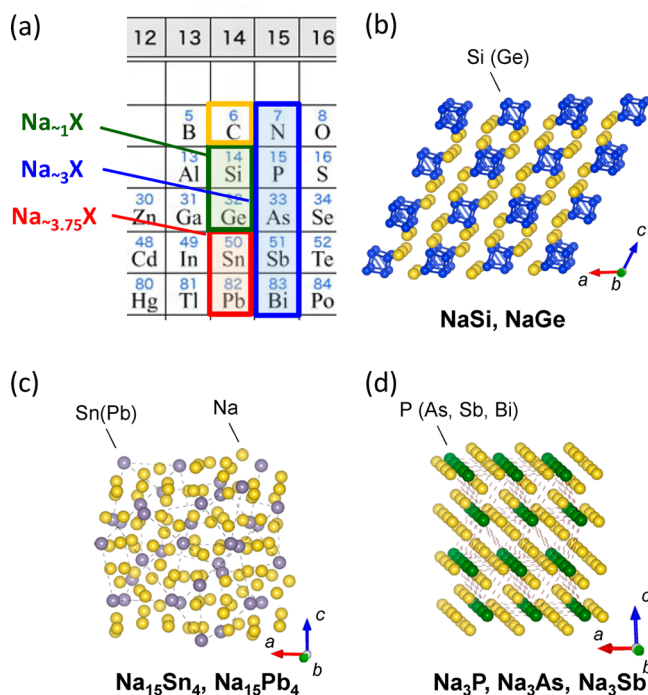 (a)
12 13 14 15 16
5 6 7 8
B C N O
Na~1X
13 14 15 16
Al Si P S
Na~3X
30 31 32 33 34
Zn Ga Ge As Se
Na~3.75X
48 49 50 51 52
Cd In Sn Sb Te
80 81 82 83 84
Hg Tl Pb Bi Po
(b)
Si (Ge)
c
a
b
NaSi, NaGe
(c)
Sn(Pb) Na
c
a
b
Na15Sn4, Na15Pb4
(d)
P (As, Sb, Bi)
c
a
b
Na3P, Na3As, Na3Sb